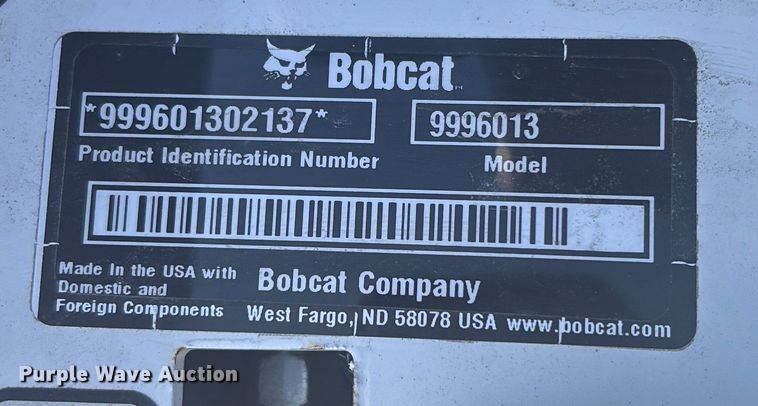 Bobcat
*999601302137*
9996013
Product Identification Number
Model
Made In the USA with
Domestic and
Foreign Components
Bobcat Company
West Fargo, ND 58078 USA www.bobcat.com
Purple Wave Auction